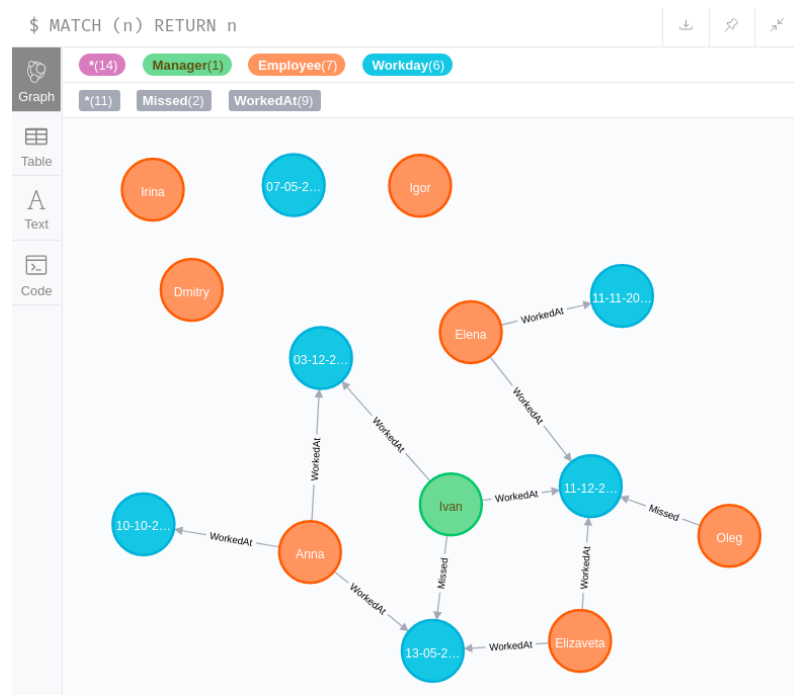 $ MATCH (n) RETURN n
*(14) Manager(1) Employee(7) Workday(6)
*(11) Missed(2) WorkedAt(9)
Graph
Table
Text
Code
Irina
07-05-2...
Igor
Dmitry
Elena
WorkedAt
11-11-20...
03-12-2...
WorkedAt
WorkedAt
WorkedAt
Ivan
WorkedAt
11-12-2...
Missed
Oleg
10-10-2...
WorkedAt
Anna
Missed
WorkedAt
WorkedAt
13-05-2...
WorkedAt
Elizaveta